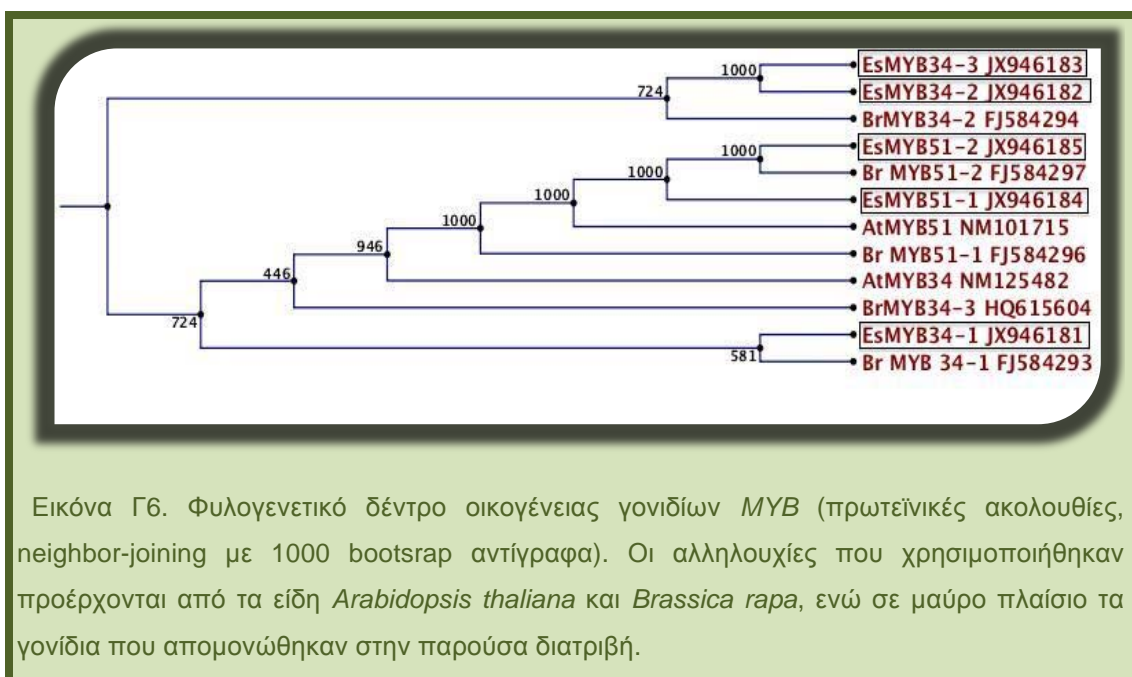 1000
EsMYB34-3 JX946183
724
EsMYB34-2 JX946182
BrMYB34-2 FJ584294
1000
EsMYB51-2 JX946185
1000
Br MYB51-2 FJ584297
1000
EsMYB51-1 JX946184
1000
AtMYB51 NM101715
946
Br MYB51-1 FJ584296
446
AtMYB34 NM125482
724
BrMYB34-3 HQ615604
EsMYB34-1 JX946181
581
Br MYB 34-1 FJ584293
Εικόνα Γ6. Φυλογενετικό δέντρο οικογένειας γονιδίων MYB (πρωτεϊνικές ακολουθίες,
neighbor-joining με 1000 bootsrap αντίγραφα). Οι αλληλουχίες που χρησιμοποιήθηκαν
προέρχονται από τα είδη Arabidopsis thaliana και Brassica rapa, ενώ σε μαύρο πλαίσιο τα
γονίδια που απομονώθηκαν στην παρούσα διατριβή.